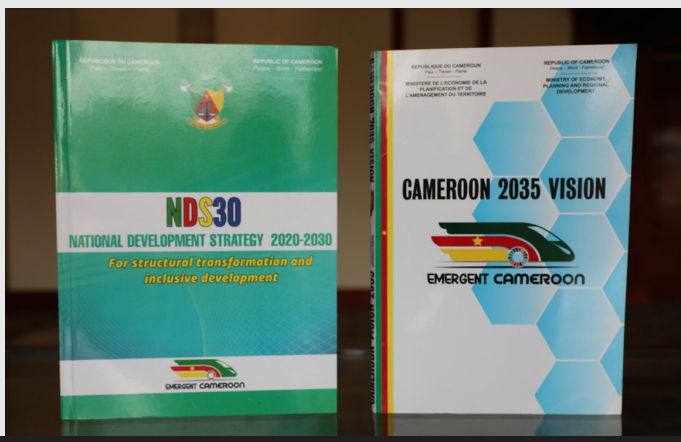 REPUBLIQUE DU CAMEROUN
Paix – Travail – Patrie
REPUBLIC OF CAMEROON
Peace – Work – Fatherland
NDS30
NATIONAL DEVELOPMENT STRATEGY 2020-2030
For structural transformation and
inclusive development
EMERGENT CAMEROON
CAMEROON VISION 2035
REPUBLIQUE DU CAMEROUN
Paix – Travail – Patrie
MINISTERE DE L'ECONOMIE DE LA
PLANIFICATION ET DE
L'AMENAGEMENT DU TERRITOIRE
REPUBLIC OF CAMEROON
Peace – Work – Fatherland
MINISTRY OF ECONOMY,
PLANNING AND REGIONAL
DEVELOPMENT
CAMEROON 2035 VISION
EMERGENT CAMEROON